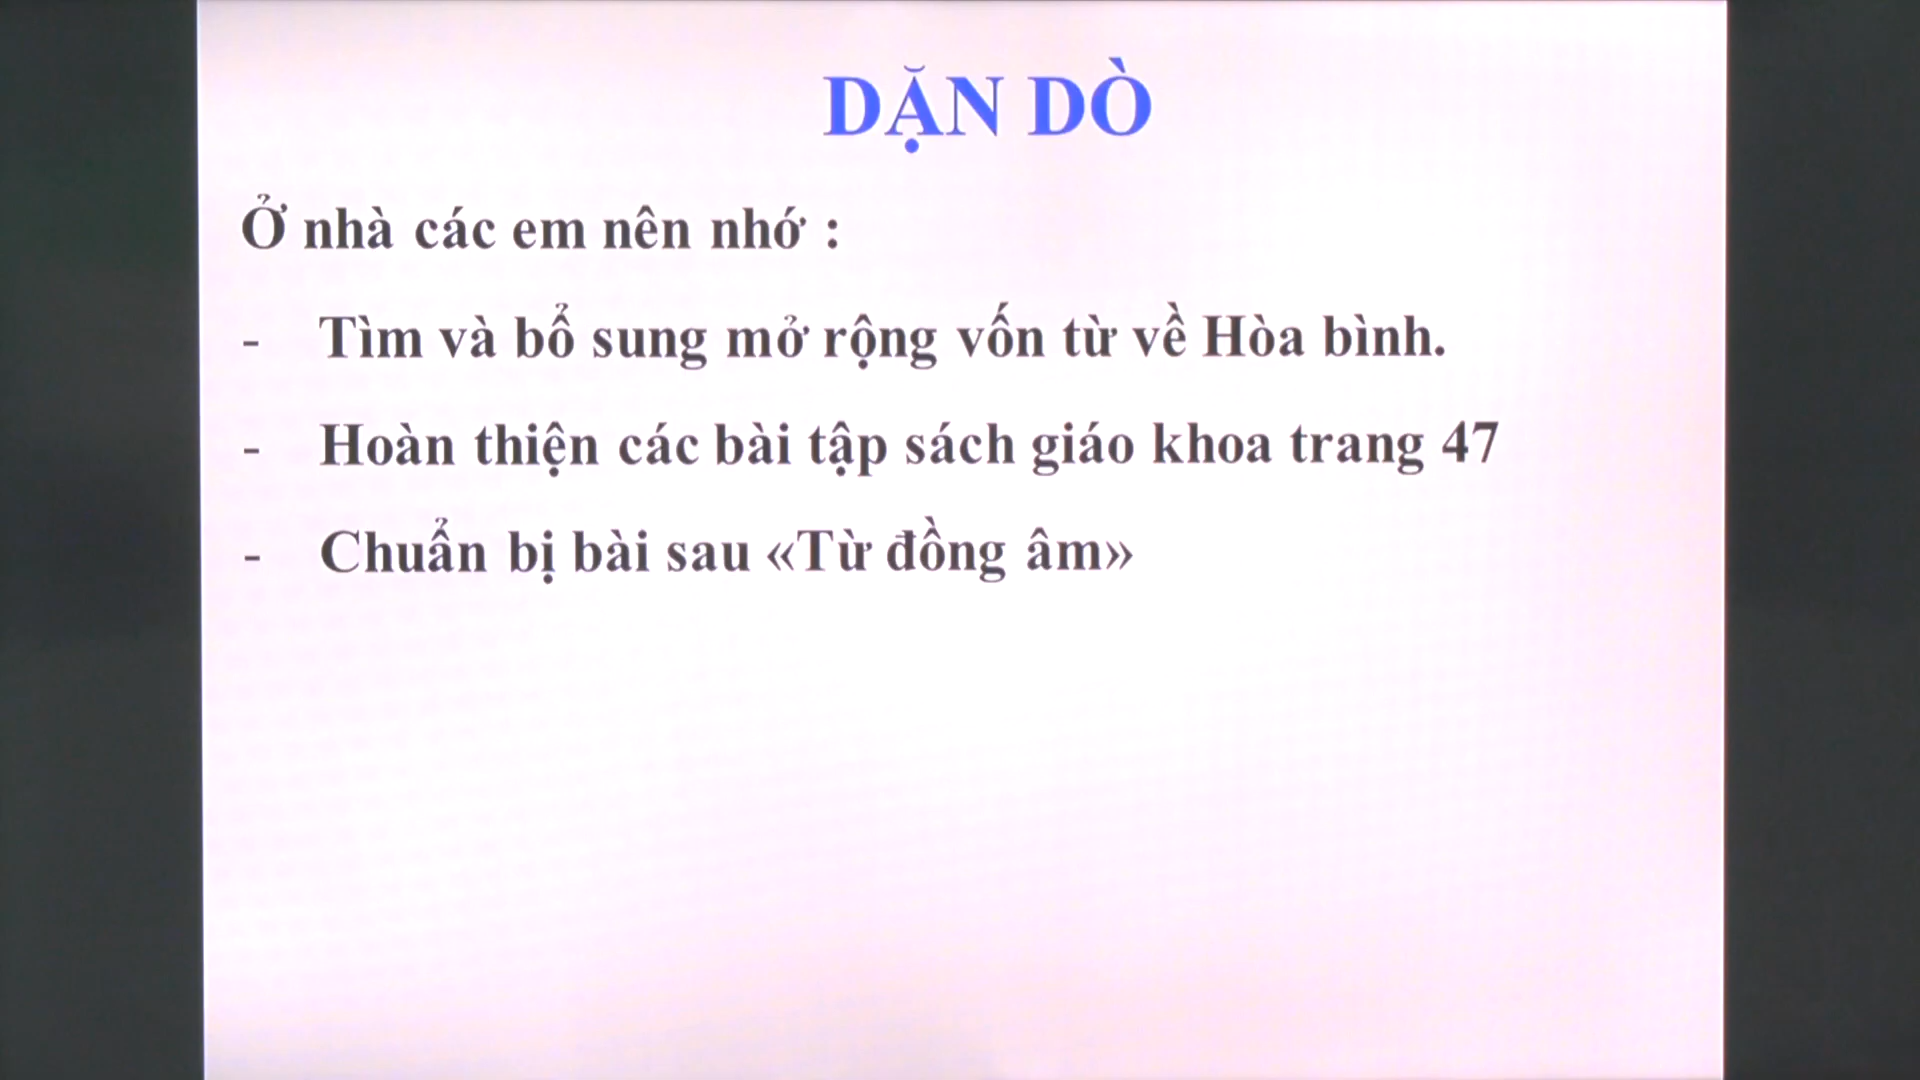 DẶN DÒ
Ở nhà các em nên nhớ :
- Tìm và bổ sung mở rộng vốn từ về Hòa bình.
- Hoàn thiện các bài tập sách giáo khoa trang 47
- Chuẩn bị bài sau «Từ đồng âm»